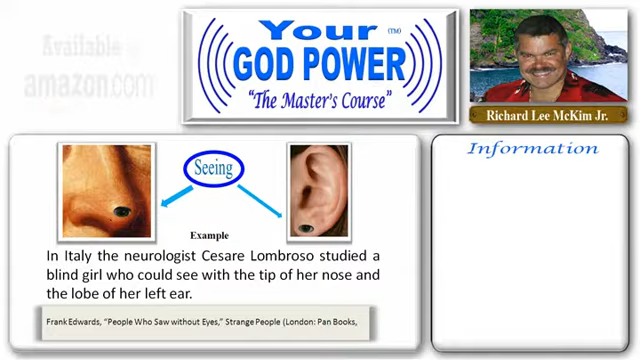 Available
amazon.com
Your (TM)
GOD POWER
"The Master's Course"
Richard Lee McKim Jr.
Seeing
Example
In Italy the neurologist Cesare Lombroso studied a
blind girl who could see with the tip of her nose and
the lobe of her left ear.
Frank Edwards, "People Who Saw without Eyes," Strange People (London: Pan Books,
Information